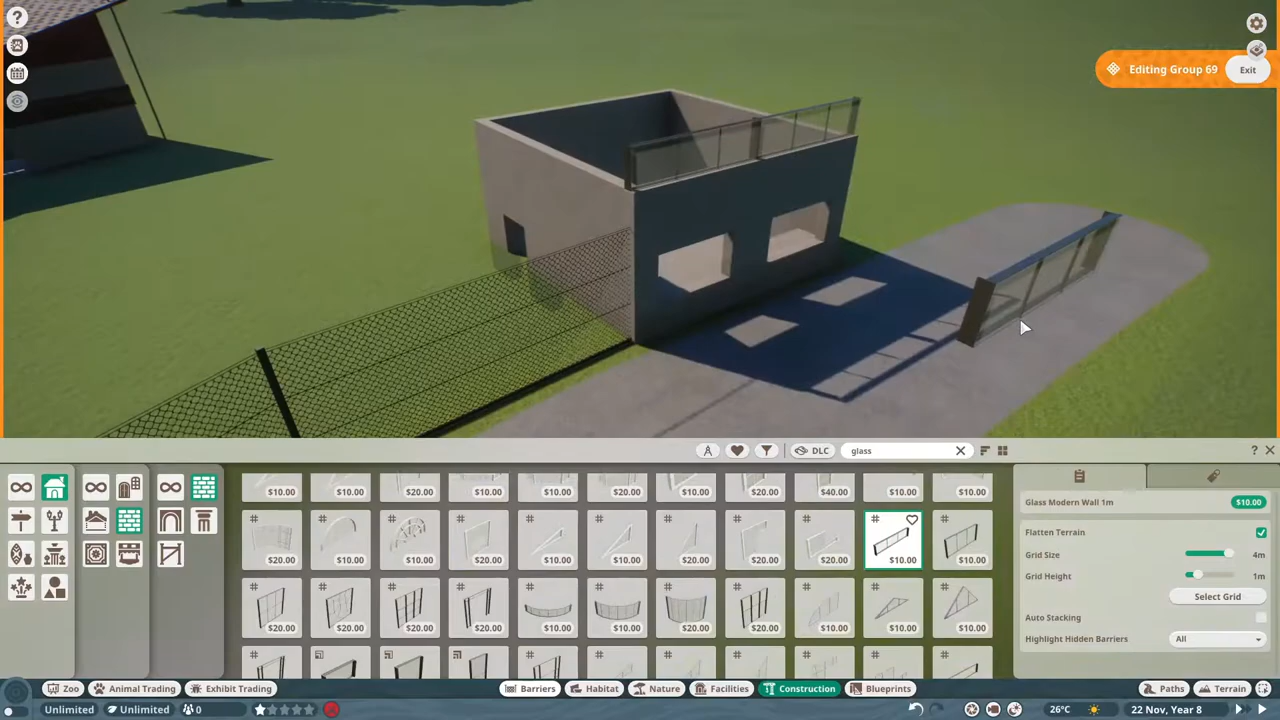 ?
Editing Group 69
Exit
DLC
glass
?
$10.00 $10.00 $20.00 $10.00 $10.00 $20.00 $10.00 $20.00 $40.00 $10.00 $10.00
Glass Modern Wall 1m
$10.00
Flatten Terrain
$20.00 $10.00 $20.00 $20.00 $10.00 $10.00 $20.00 $20.00 $20.00 $10.00 $10.00
Grid Size
4m
Grid Height
1m
Select Grid
$20.00 $20.00 $20.00 $20.00 $10.00 $10.00 $20.00 $20.00 $10.00 $10.00 $10.00
Auto Stacking
Highlight Hidden Barriers
All
Zoo
Animal Trading
Exhibit Trading
Barriers
Habitat
Nature
Facilities
Construction
Blueprints
Paths
Terrain
Unlimited
Unlimited
0
26°C
22 Nov, Year 8